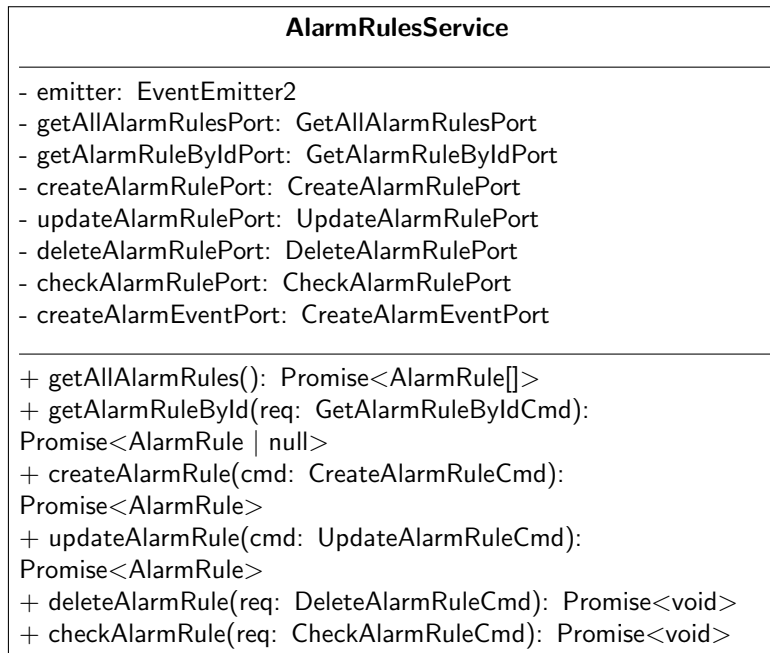 AlarmRulesService
- emitter: EventEmitter2
- getAllAlarmRulesPort: GetAllAlarmRulesPort
- getAlarmRuleByIdPort: GetAlarmRuleByIdPort
- createAlarmRulePort: CreateAlarmRulePort
- updateAlarmRulePort: UpdateAlarmRulePort
- deleteAlarmRulePort: DeleteAlarmRulePort
- checkAlarmRulePort: CheckAlarmRulePort
- createAlarmEventPort: CreateAlarmEventPort
+ getAllAlarmRules(): Promise<AlarmRule[]>
+ getAlarmRuleById(req: GetAlarmRuleByIdCmd):
Promise<AlarmRule | null>
+ createAlarmRule(cmd: CreateAlarmRuleCmd):
Promise<AlarmRule>
+ updateAlarmRule(cmd: UpdateAlarmRuleCmd):
Promise<AlarmRule>
+ deleteAlarmRule(req: DeleteAlarmRuleCmd): Promise<void>
+ checkAlarmRule(req: CheckAlarmRuleCmd): Promise<void>